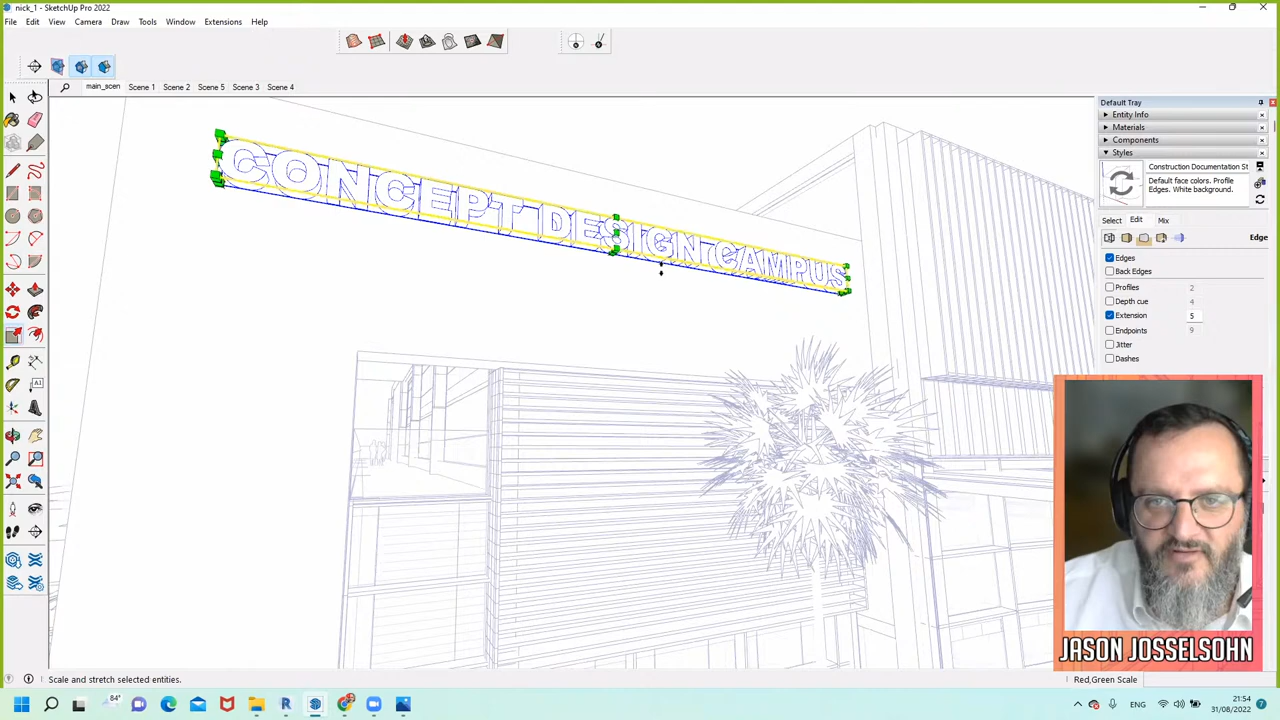 nick_1 - SketchUp Pro 2022
File Edit View Camera Draw Tools Window Extensions Help
main_scen Scene 1 Scene 2 Scene 5 Scene 3 Scene 4
Default Tray
Entity Info
Materials
Components
Styles
Construction Documentation St
Default face colors. Profile
Edges. White background.
Select Edit Mix
Edge
Edges
Back Edges
Profiles 2
Depth cue 4
Extension 5
Endpoints 9
Jitter
Dashes
CONCEPT DESIGN CAMPUS
JASON JOSSELSOHN
Scale and stretch selected entities.
Red,Green Scale
84°
ENG
21:54
31/08/2022